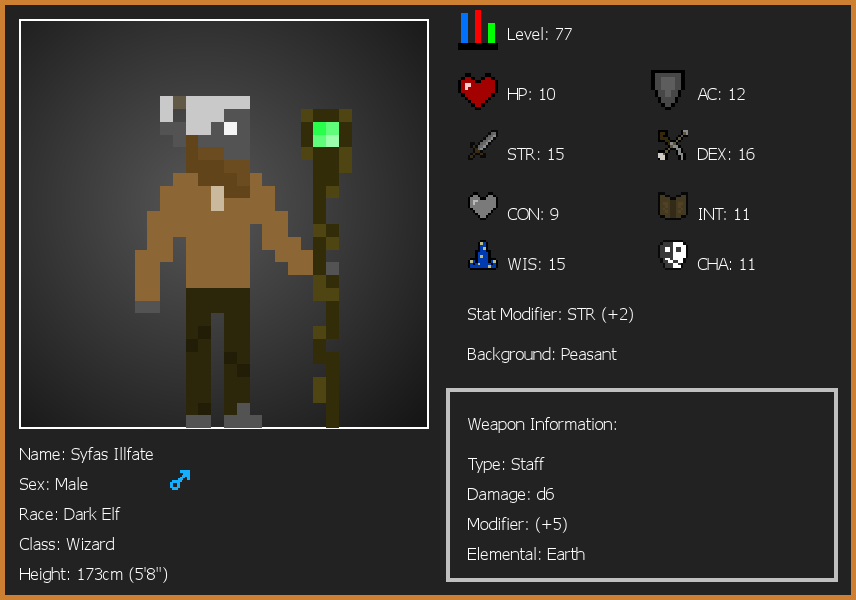 Level: 77
HP: 10
AC: 12
STR: 15
DEX: 16
CON: 9
INT: 11
WIS: 15
CHA: 11
Stat Modifier: STR (+2)
Background: Peasant
Weapon Information:
Type: Staff
Damage: d6
Modifier: (+5)
Elemental: Earth
Name: Syfas Illfate
Sex: Male
Race: Dark Elf
Class: Wizard
Height: 173cm (5'8")